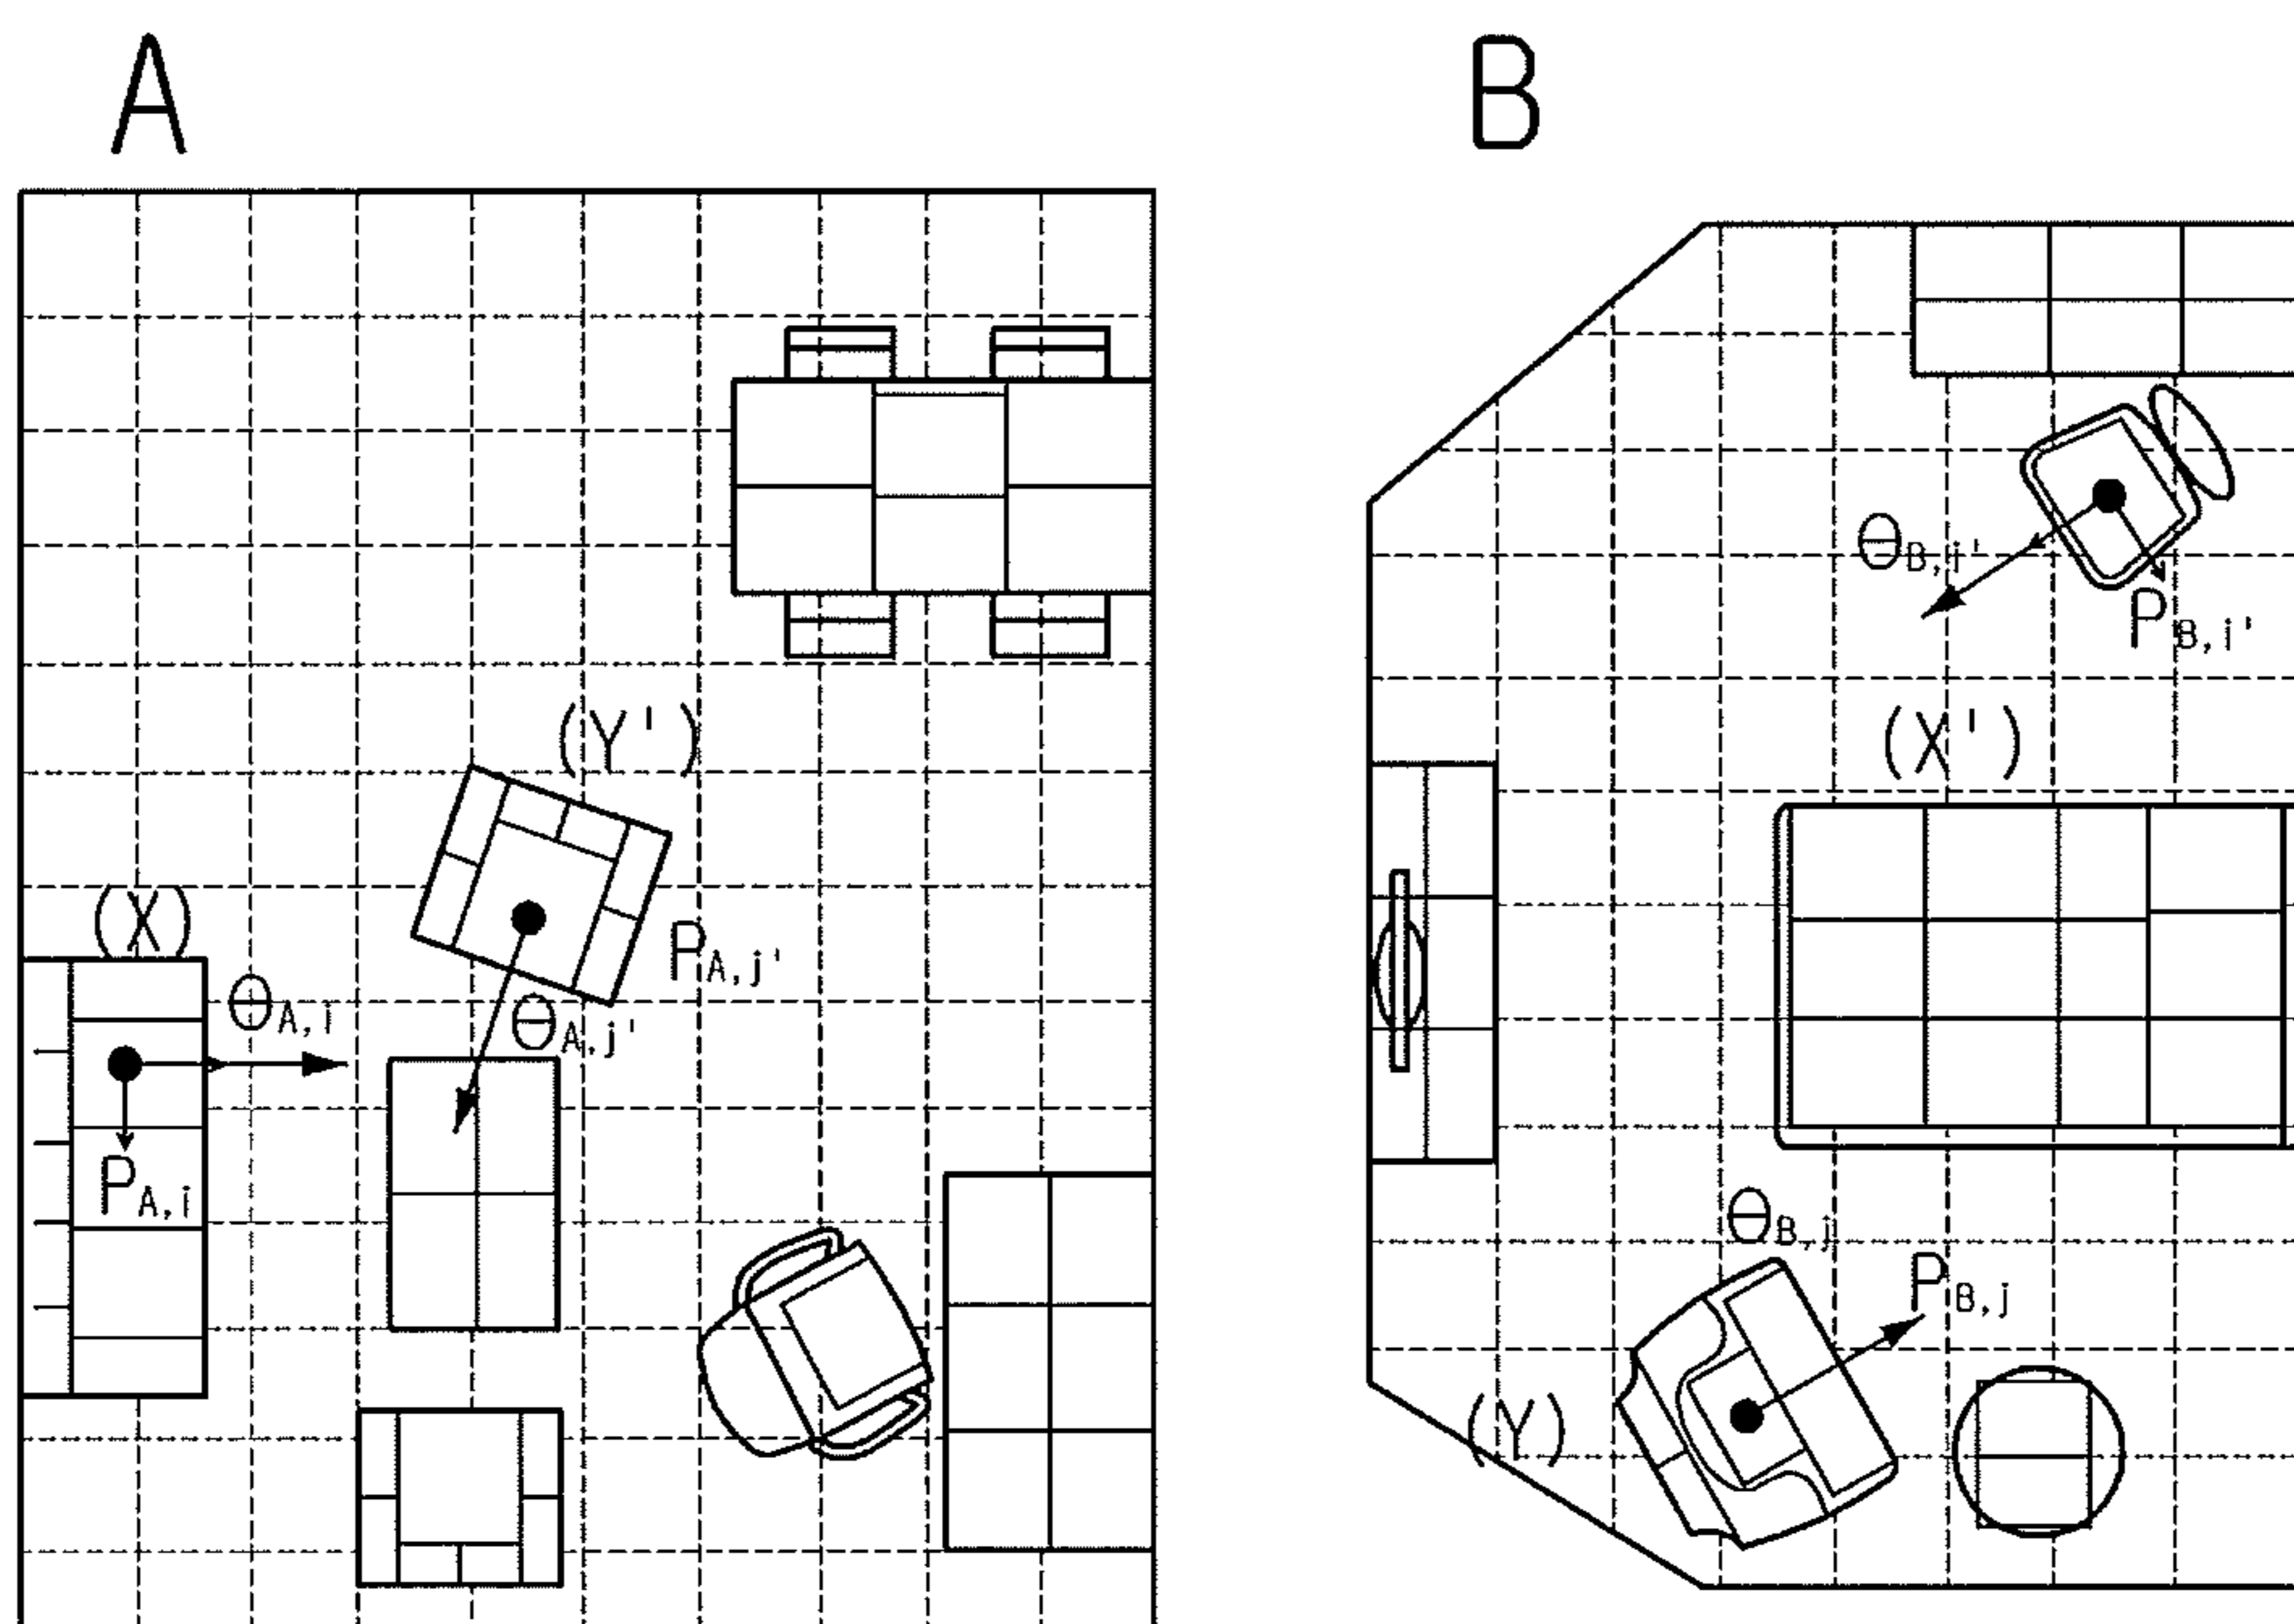 A
B
θB,j'
PB,i'
(Y')
(X')
(X)
PA,j'
θA,i
θA,j'
PA,i
θB,j
PB,j
(Y)